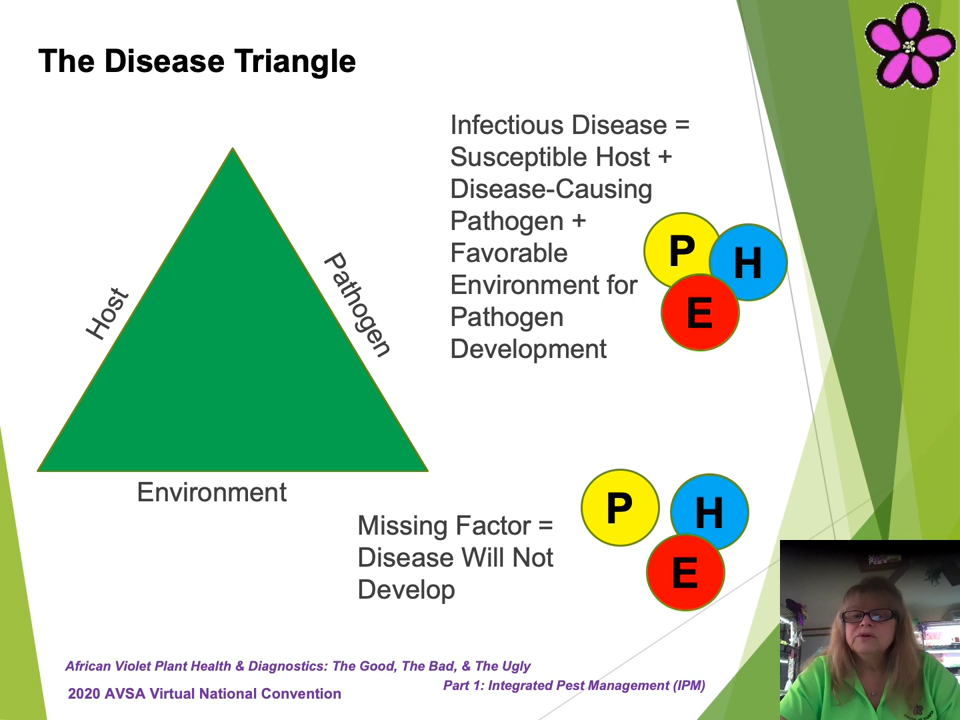 The Disease Triangle
Infectious Disease =
Susceptible Host +
Disease-Causing
Pathogen +
Favorable
Environment for
Pathogen
Development
P
H
E
Host
Pathogen
Environment
Missing Factor =
Disease Will Not
Develop
P
H
E
African Violet Plant Health & Diagnostics: The Good, The Bad, & The Ugly
Part 1: Integrated Pest Management (IPM)
2020 AVSA Virtual National Convention